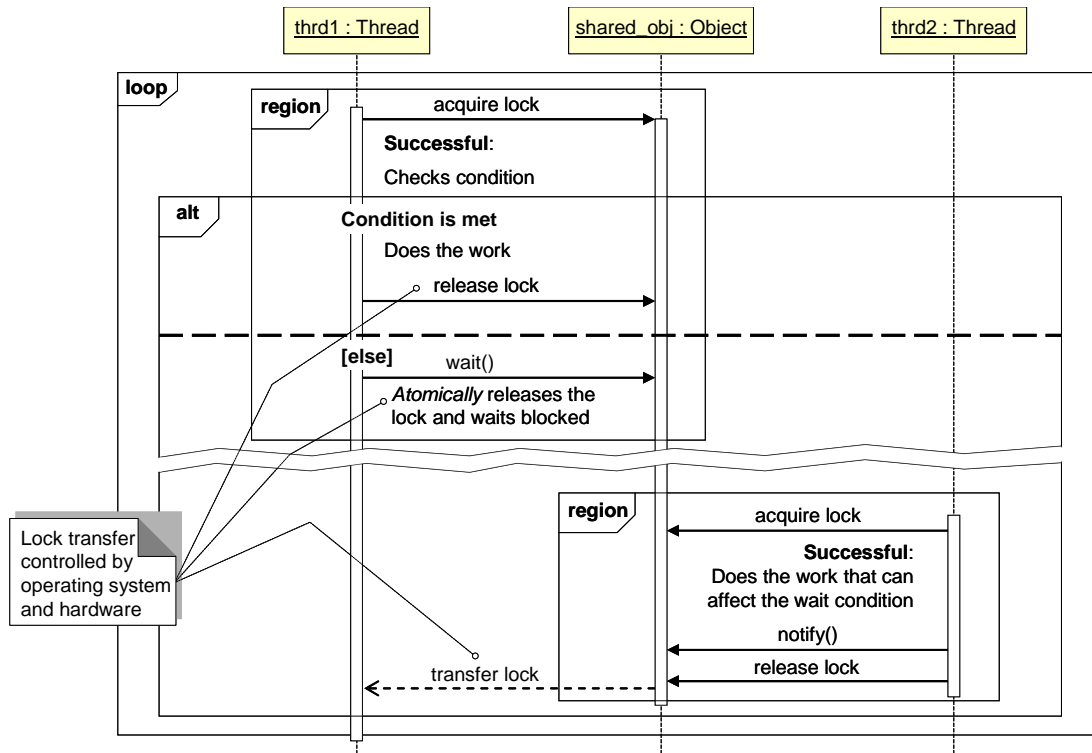 thrd1 : Thread
shared_obj : Object
thrd2 : Thread
loop
region
acquire lock
Successful:
Checks condition
alt
Condition is met
Does the work
release lock
[else]
wait()
Atomically releases the
lock and waits blocked
region
acquire lock
Successful:
Does the work that can
affect the wait condition
notify()
release lock
transfer lock
Lock transfer
controlled by
operating system
and hardware